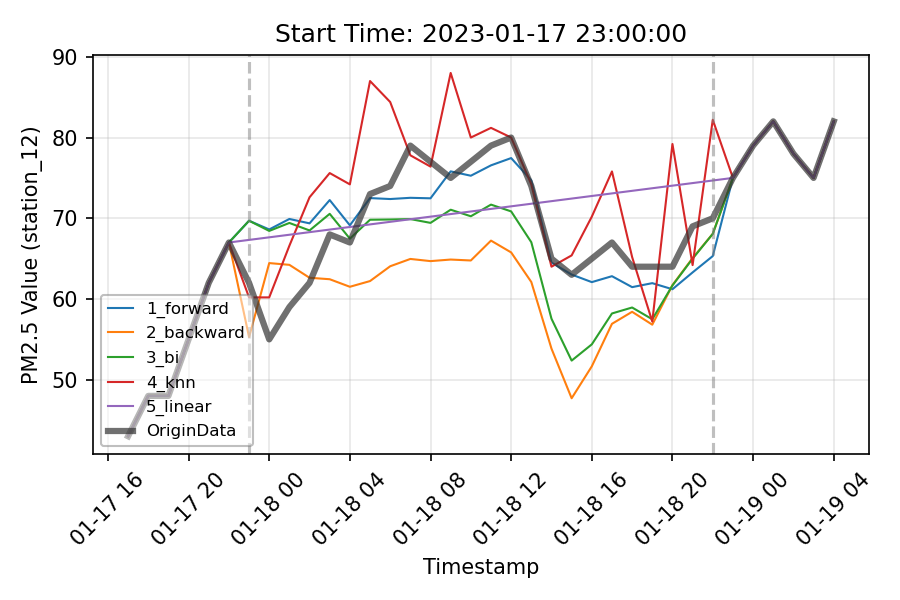 Start Time: 2023-01-17 23:00:00
PM2.5 Value (station_12)
90
80
70
60
50
1_forward
2_backward
3_bi
4_knn
5_linear
OriginData
01-17 16
01-17 20
01-18 00
01-18 04
01-18 08
01-18 12
01-18 16
01-18 20
01-19 00
01-19 04
Timestamp